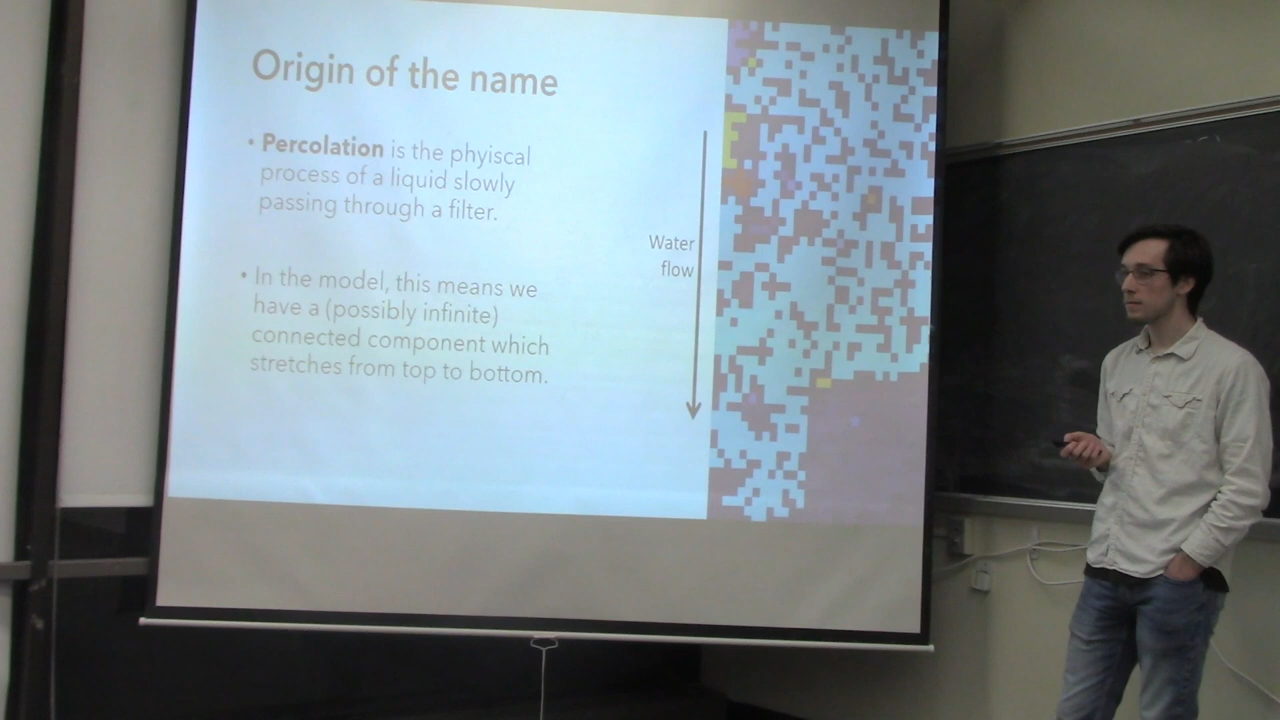 Origin of the name
• Percolation is the phyiscal
process of a liquid slowly
passing through a filter.
• In the model, this means we
have a (possibly infinite)
connected component which
stretches from top to bottom.
Water
flow